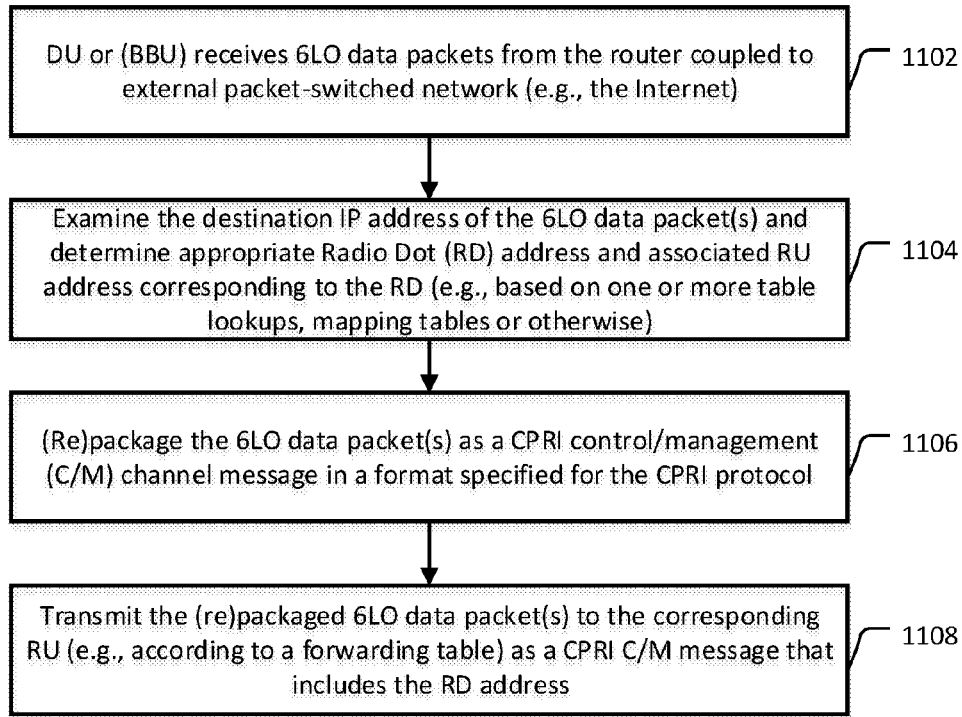 DU or (BBU) receives 6LO data packets from the router coupled to
external packet-switched network (e.g., the Internet)
1102
Examine the destination IP address of the 6LO data packet(s) and
determine appropriate Radio Dot (RD) address and associated RU
address corresponding to the RD (e.g., based on one or more table
lookups, mapping tables or otherwise)
1104
(Re)package the 6LO data packet(s) as a CPRI control/management
(C/M) channel message in a format specified for the CPRI protocol
1106
Transmit the (re)packaged 6LO data packet(s) to the corresponding
RU (e.g., according to a forwarding table) as a CPRI C/M message that
includes the RD address
1108